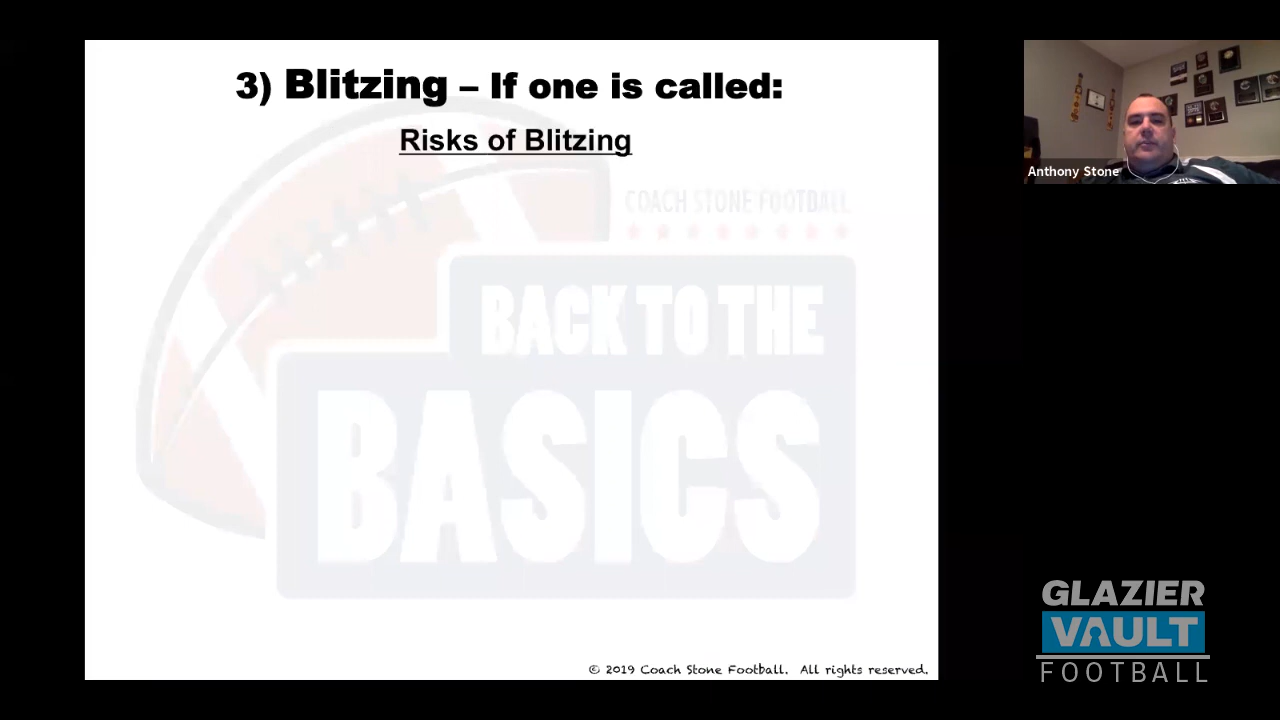 3) Blitzing – If one is called:
Risks of Blitzing
COACH STONE FOOTBALL
BACK TO THE
BASICS
© 2019 Coach Stone Football. All rights reserved.
Anthony Stone
GLAZIER
VAULT
FOOTBALL